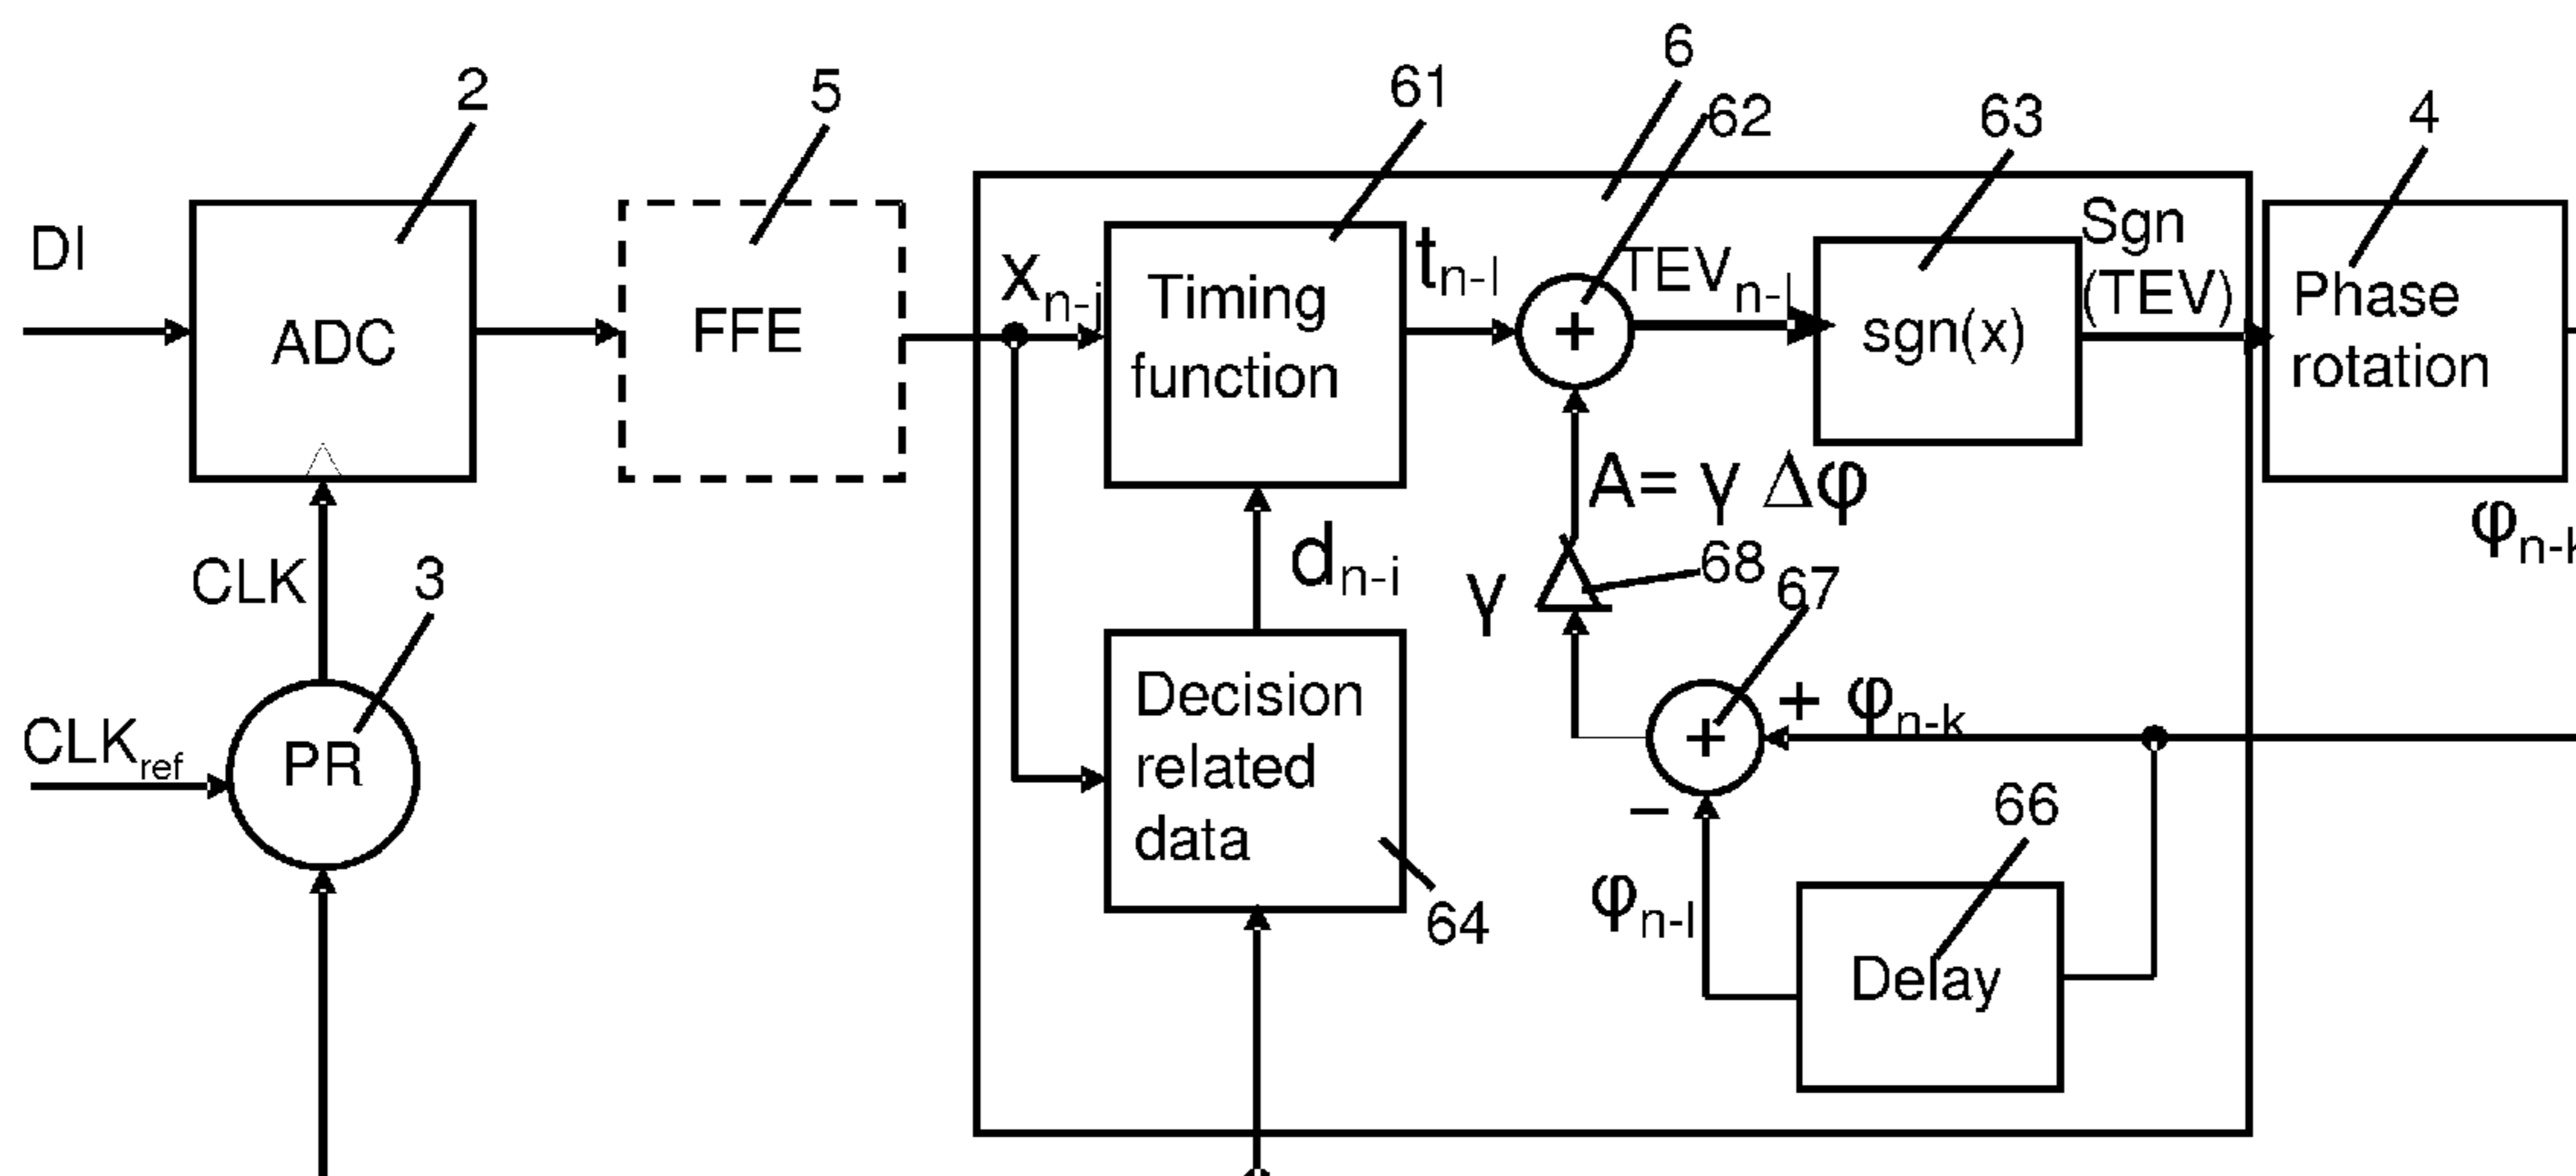 2
5
61
6
62
63
4
DI
ADC
FFE
x_{n-i}
Timing
function
t_{n-l}
+
TEV_{n-l}
sgn(x)
Sgn
(TEV)
Phase
rotation
φ_{n-k}
A= γ Δφ
CLK
3
d_{n-i}
γ
68
67
CLK_{ref}
PR
Decision
related
data
64
+
+ φ_{n-k}
−
φ_{n-l}
66
Delay